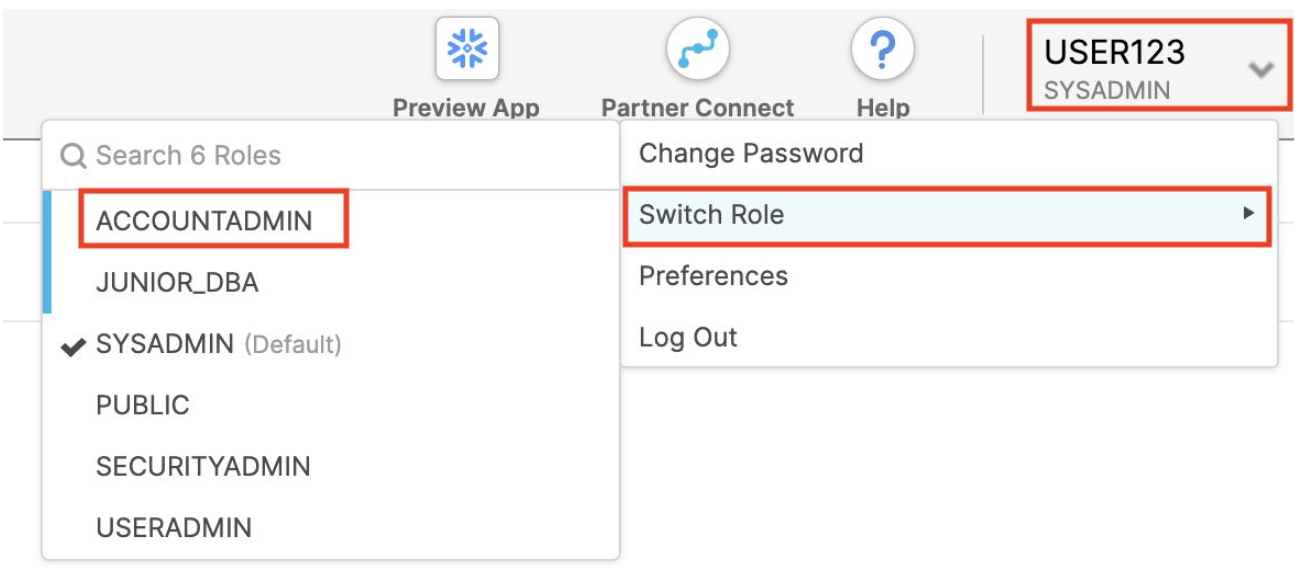 USER123
SYSADMIN
Preview App
Partner Connect
Help
Search 6 Roles
ACCOUNTADMIN
JUNIOR_DBA
SYSADMIN (Default)
PUBLIC
SECURITYADMIN
USERADMIN
Change Password
Switch Role
Preferences
Log Out